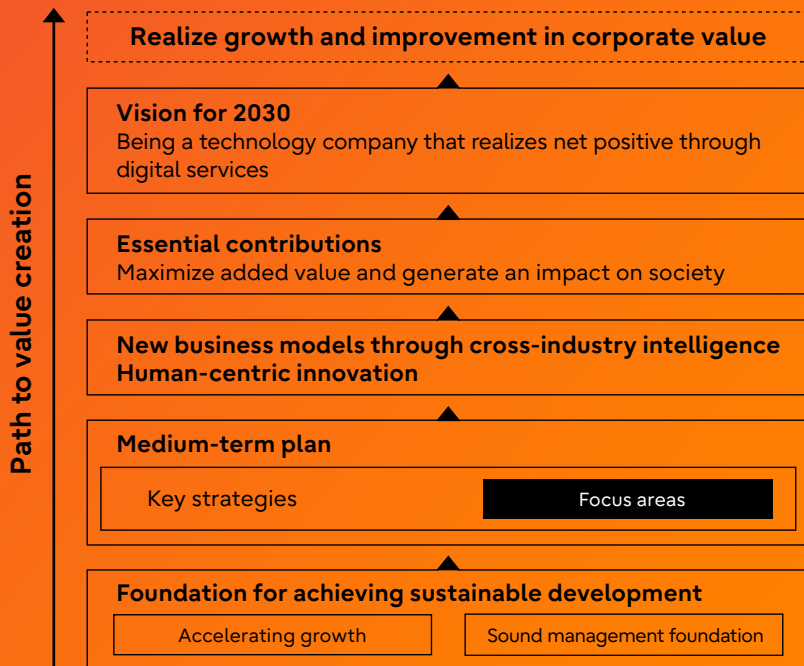 Path to value creation
Realize growth and improvement in corporate value
Vision for 2030
Being a technology company that realizes net positive through
digital services
Essential contributions
Maximize added value and generate an impact on society
New business models through cross-industry intelligence
Human-centric innovation
Medium-term plan
Key strategies
Focus areas
Foundation for achieving sustainable development
Accelerating growth
Sound management foundation